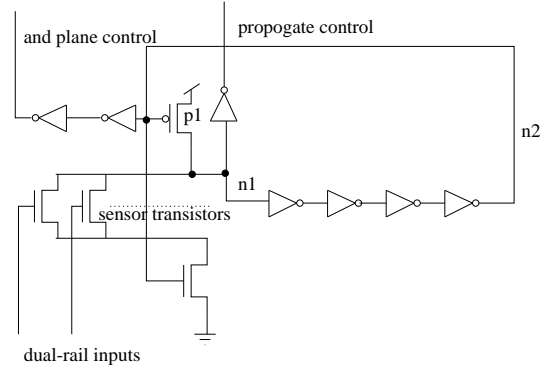 propogate control
and plane control
p1
n2
n1
sensor transistors
dual-rail inputs